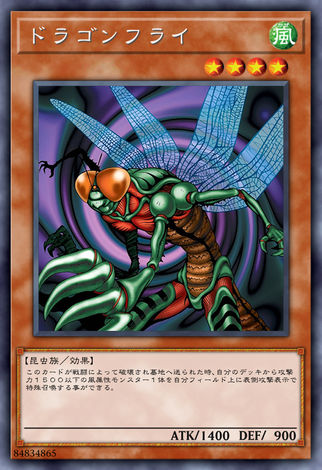 ドラゴンフライ
風
【昆虫族／効果】
このカードが戦闘によって破壊され墓地へ送られた時、自分のデッキから攻撃
力１５００以下の風属性モンスター１体を自分フィールド上に表側攻撃表示で
特殊召喚する事ができる。
ATK/1400 DEF/ 900
84834865